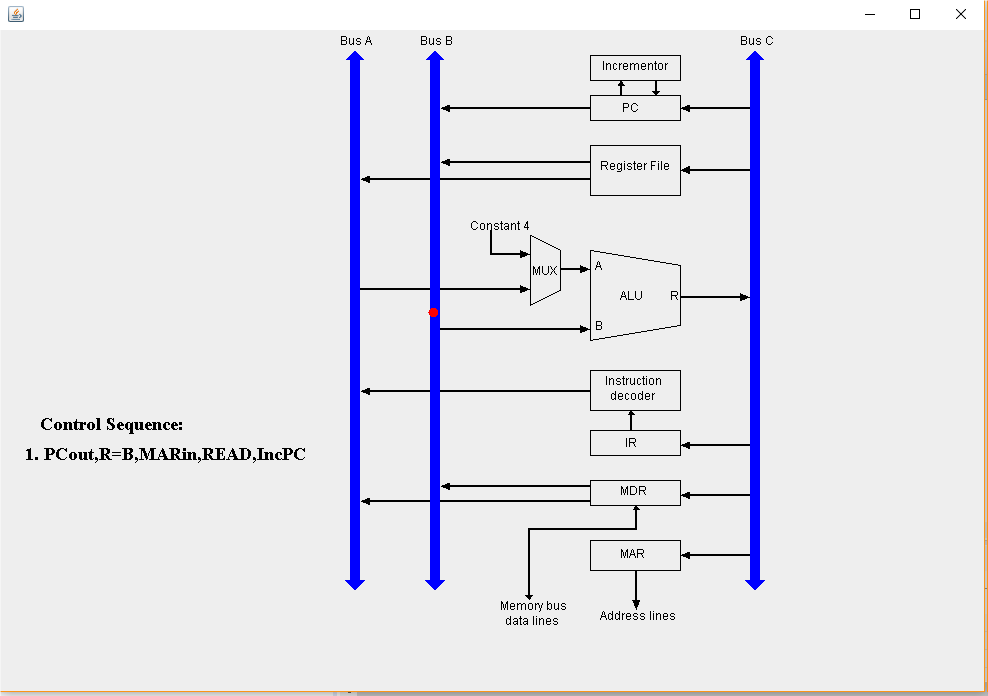 Bus A
Bus B
Bus C
Incrementor
PC
Register File
Constant 4
MUX
A
ALU
R
B
Instruction
decoder
Control Sequence:
IR
1. PCout,R=B,MARin,READ,IncPC
MDR
MAR
Memory bus
data lines
Address lines